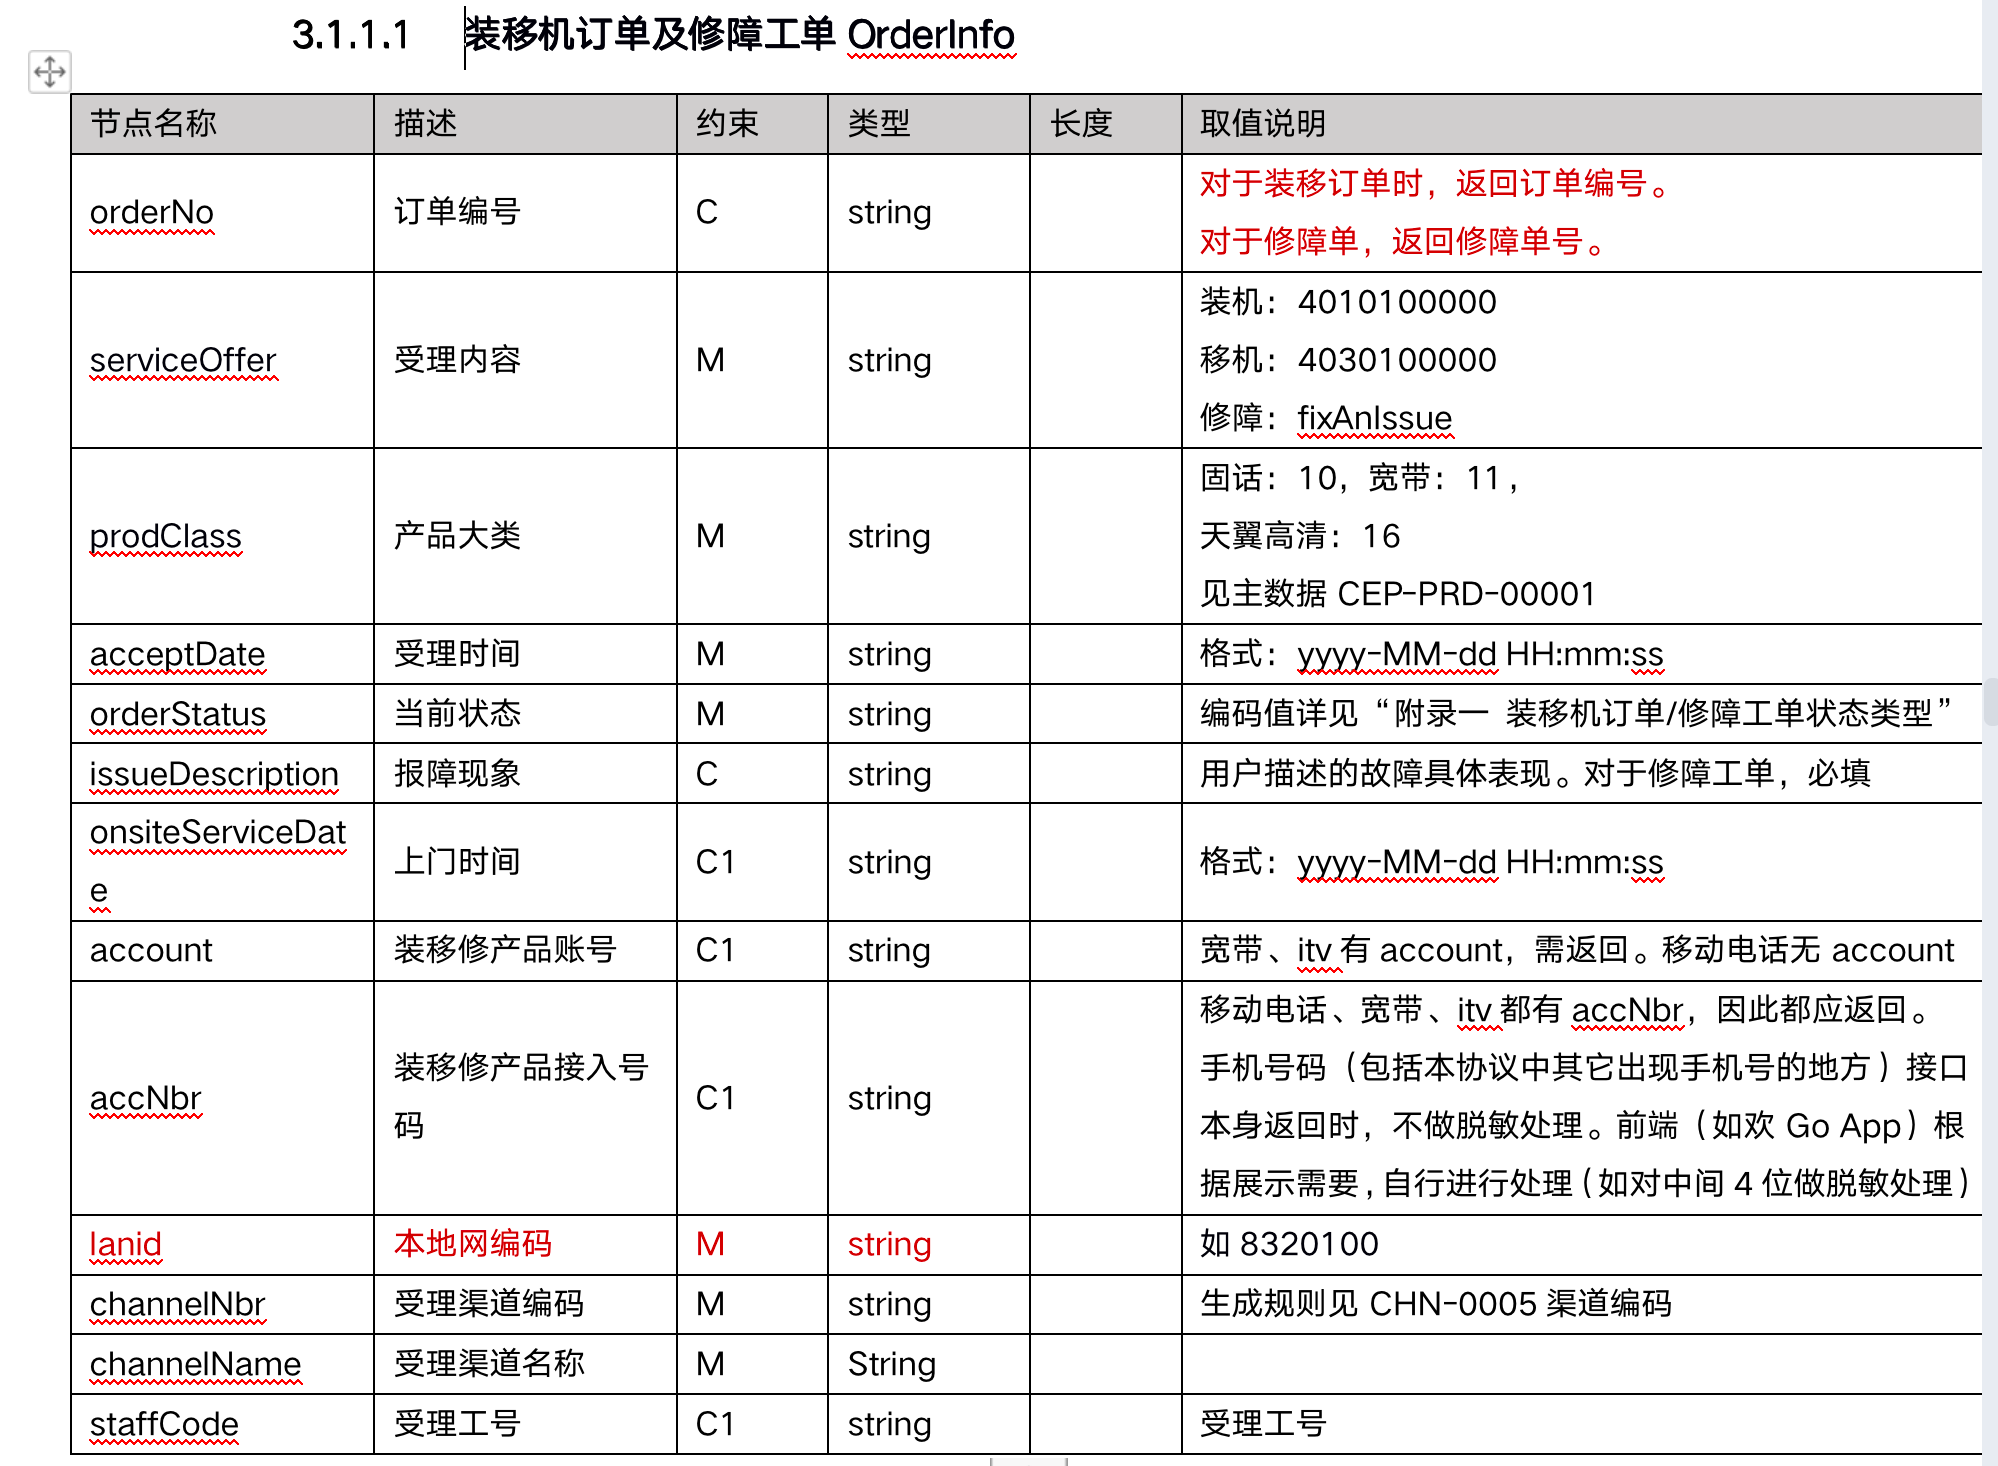 3.1.1.1 装移机订单及修障工单 OrderInfo
节点名称 描述 约束 类型 长度 取值说明
orderNo 订单编号 C string 对于装移订单时，返回订单编号。
对于修障单，返回修障单号。
serviceOffer 受理内容 M string 装机：4010100000
移机：4030100000
修障：fixAnIssue
prodClass 产品大类 M string 固话：10，宽带：11，
天翼高清：16
见主数据 CEP-PRD-00001
acceptDate 受理时间 M string 格式：yyyy-MM-dd HH:mm:ss
orderStatus 当前状态 M string 编码值详见“附录一 装移机订单/修障工单状态类型”
issueDescription 报障现象 C string 用户描述的故障具体表现。对于修障工单，必填
onsiteServiceDat
e 上门时间 C1 string 格式：yyyy-MM-dd HH:mm:ss
account 装移修产品账号 C1 string 宽带、itv 有 account，需返回。移动电话无 account
accNbr 装移修产品接入号
码 C1 string 移动电话、宽带、itv 都有 accNbr，因此都应返回。
手机号码（包括本协议中其它出现手机号的地方）接口
本身返回时，不做脱敏处理。前端（如欢 Go App）根
据展示需要，自行进行处理（如对中间 4 位做脱敏处理）
lanid 本地网编码 M string 如 8320100
channelNbr 受理渠道编码 M string 生成规则见 CHN-0005 渠道编码
channelName 受理渠道名称 M String
staffCode 受理工号 C1 string 受理工号